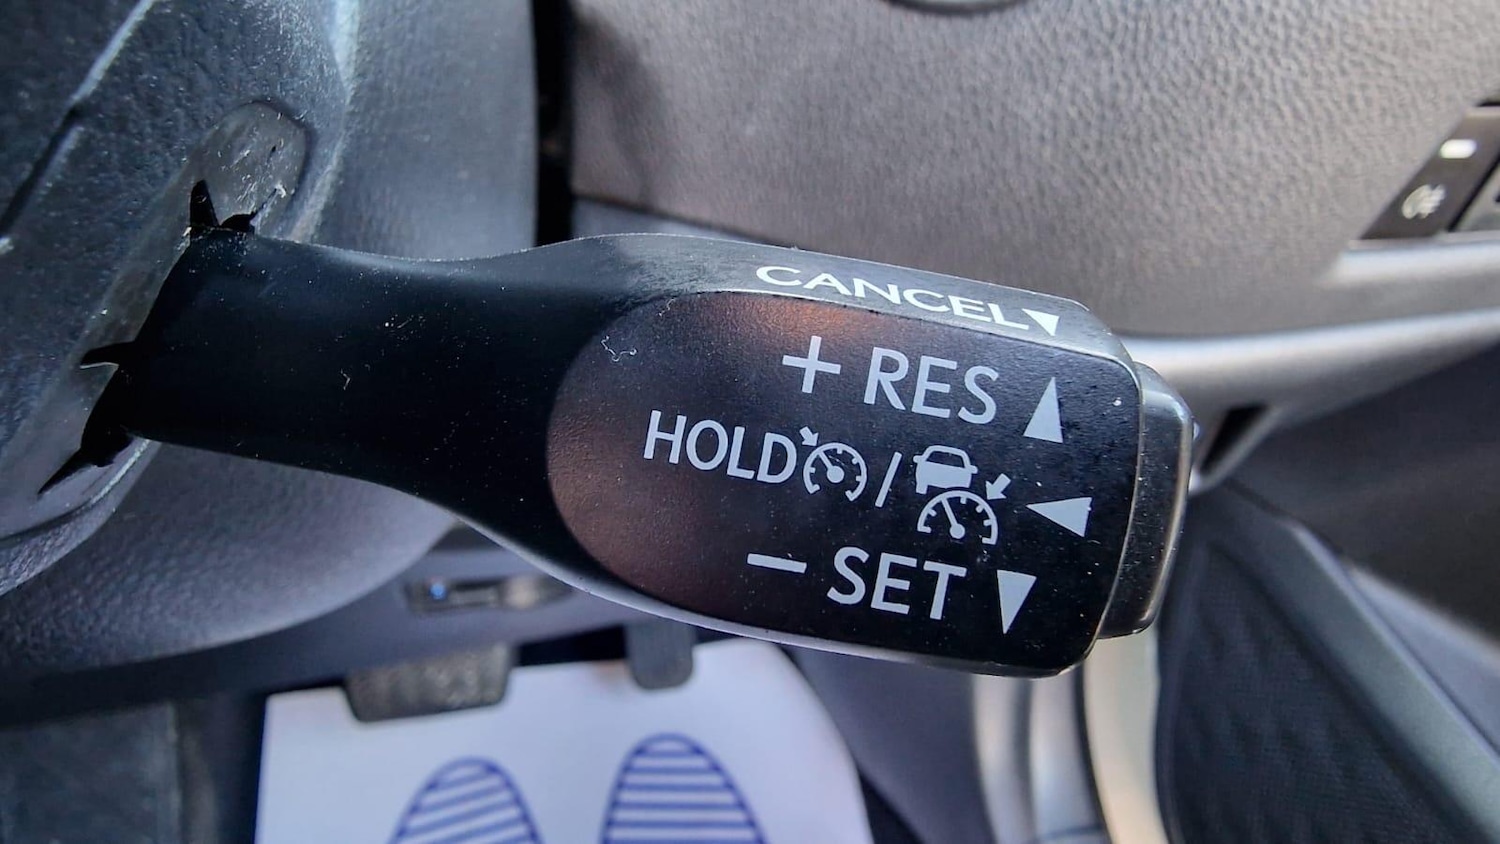 CANCEL
+ RES
HOLD /
− SET